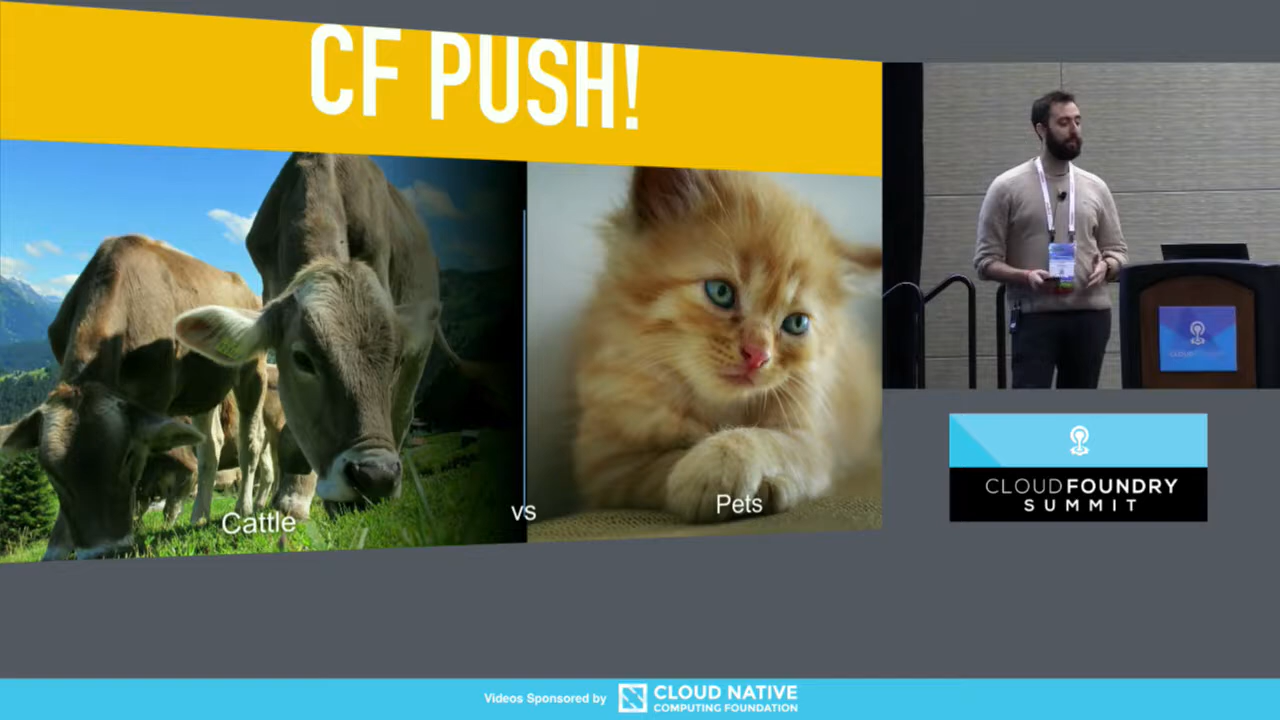 CF PUSH!
Cattle
vs
Pets
CLOUD FOUNDRY
SUMMIT
Videos Sponsored by
CLOUD NATIVE
COMPUTING FOUNDATION